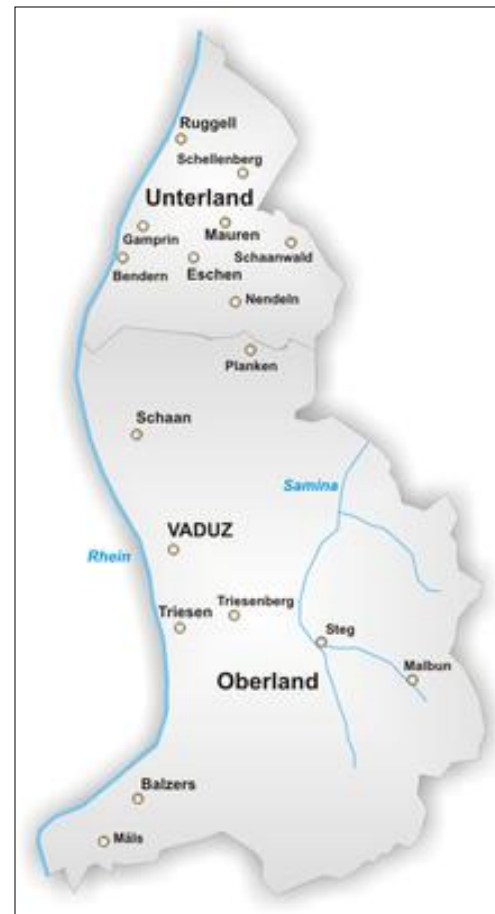 Ruggell
Schellenberg
Unterland
Gamprin
Mauren
Schaanwald
Bendern
Eschen
Nendeln
Planken
Schaan
Samina
VADUZ
Rhein
Triesenberg
Triesen
Steg
Malbun
Oberland
Balzers
Mäls